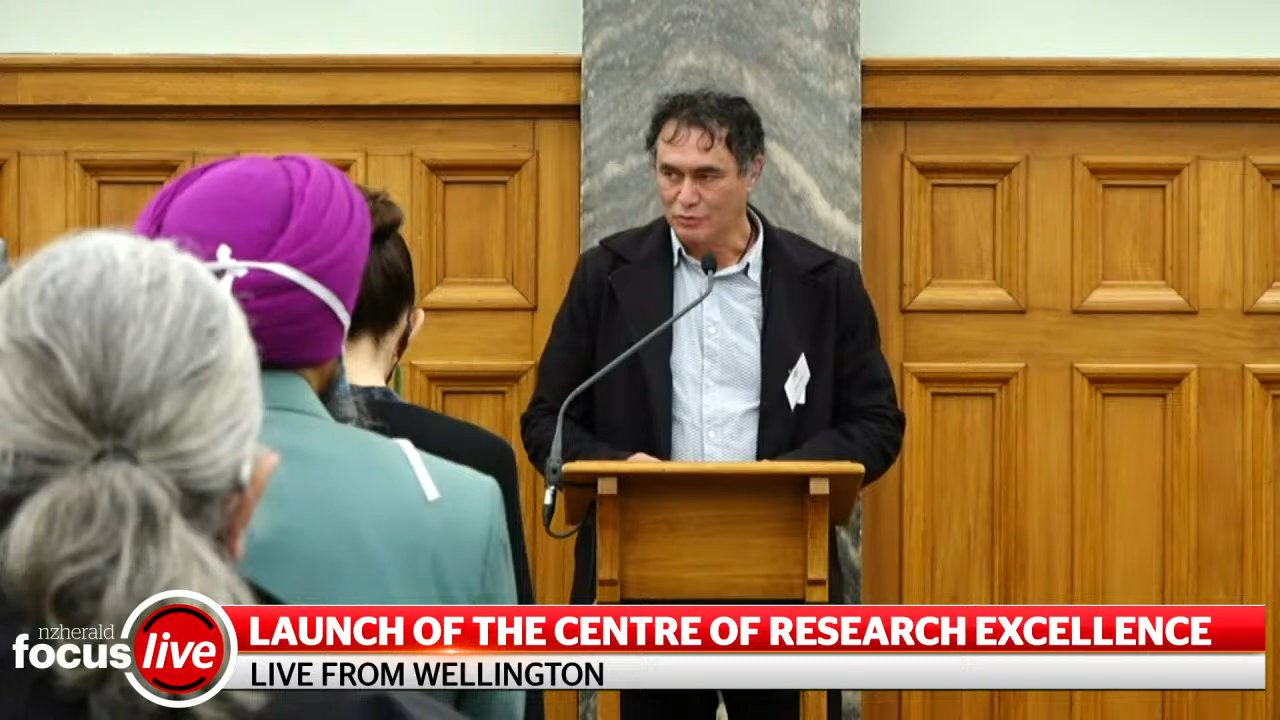 nzherald
focus live
LAUNCH OF THE CENTRE OF RESEARCH EXCELLENCE
LIVE FROM WELLINGTON